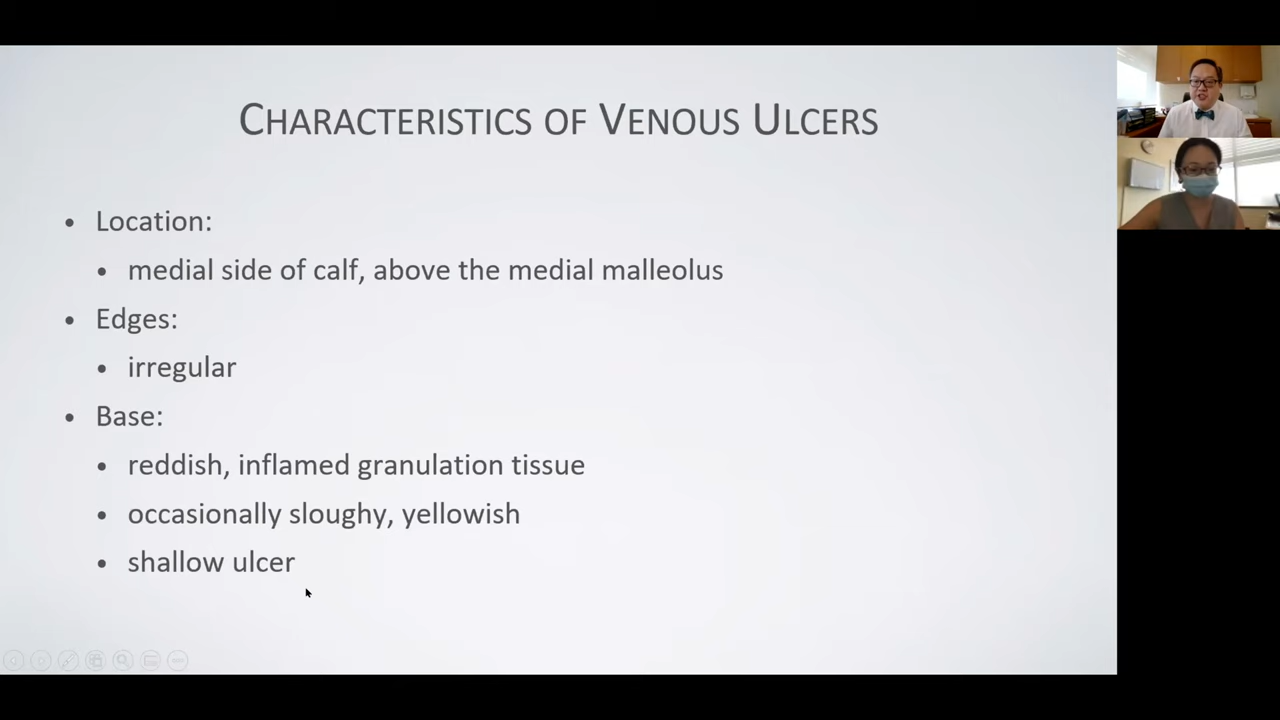 CHARACTERISTICS OF VENOUS ULCERS
• Location:
• medial side of calf, above the medial malleolus
• Edges:
• irregular
• Base:
• reddish, inflamed granulation tissue
• occasionally sloughy, yellowish
• shallow ulcer